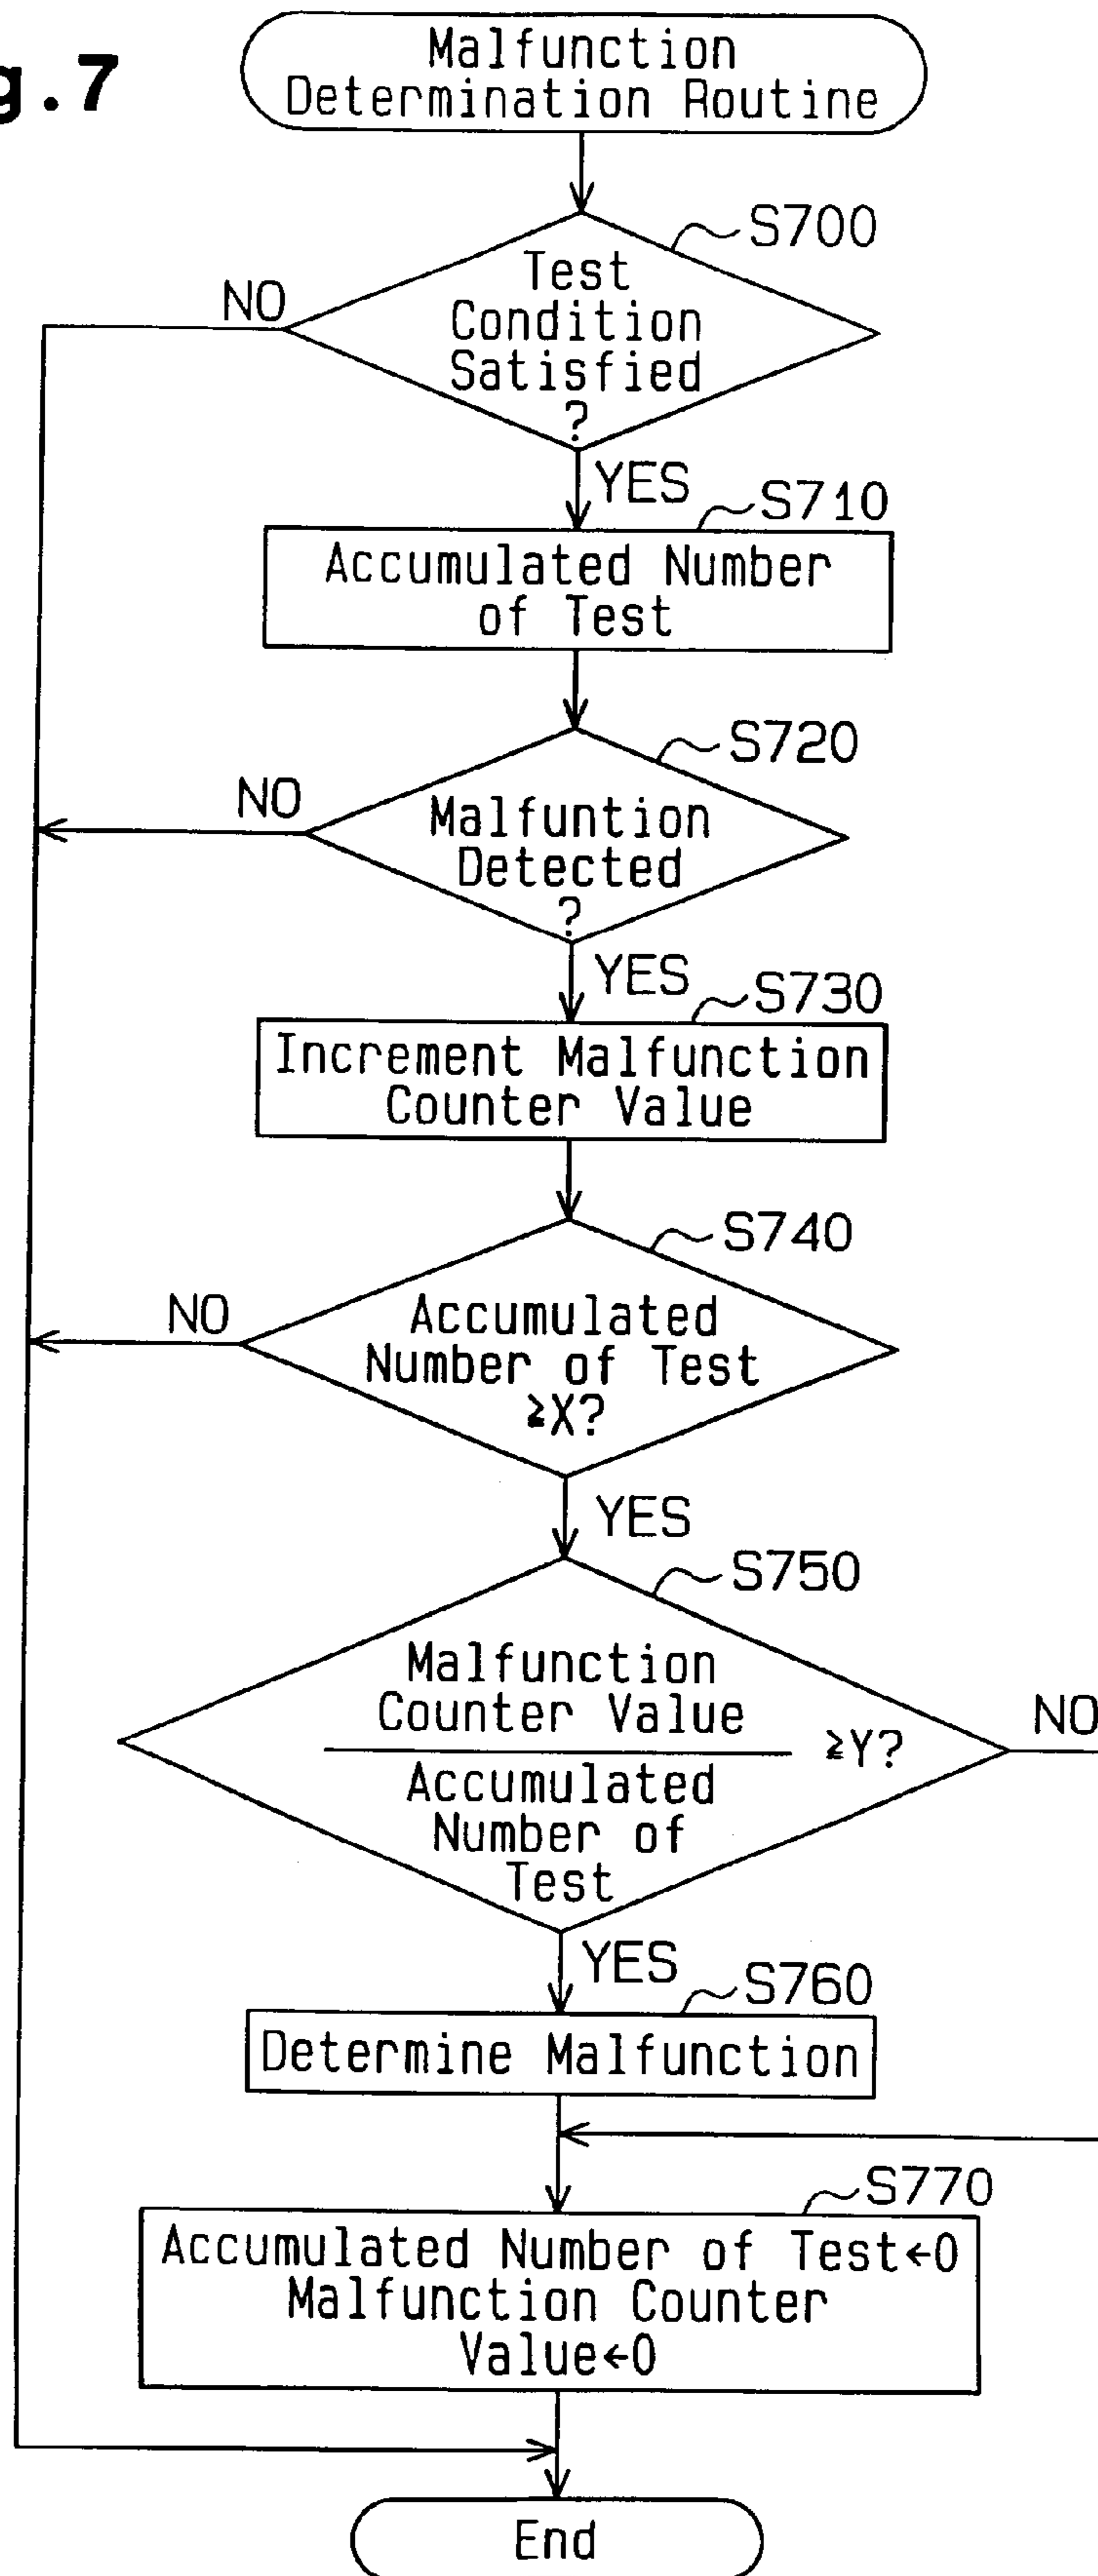 g.7
Malfunction
Determination Routine
S700
Test
Condition
Satisfied
?
NO
YES
S710
Accumulated Number
of Test
S720
Malfuntion
Detected
?
NO
YES
S730
Increment Malfunction
Counter Value
S740
Accumulated
Number of Test
≧X?
NO
YES
S750
Malfunction
Counter Value
≧Y?
Accumulated
Number of
Test
NO
YES
S760
Determine Malfunction
S770
Accumulated Number of Test←0
Malfunction Counter
Value←0
End